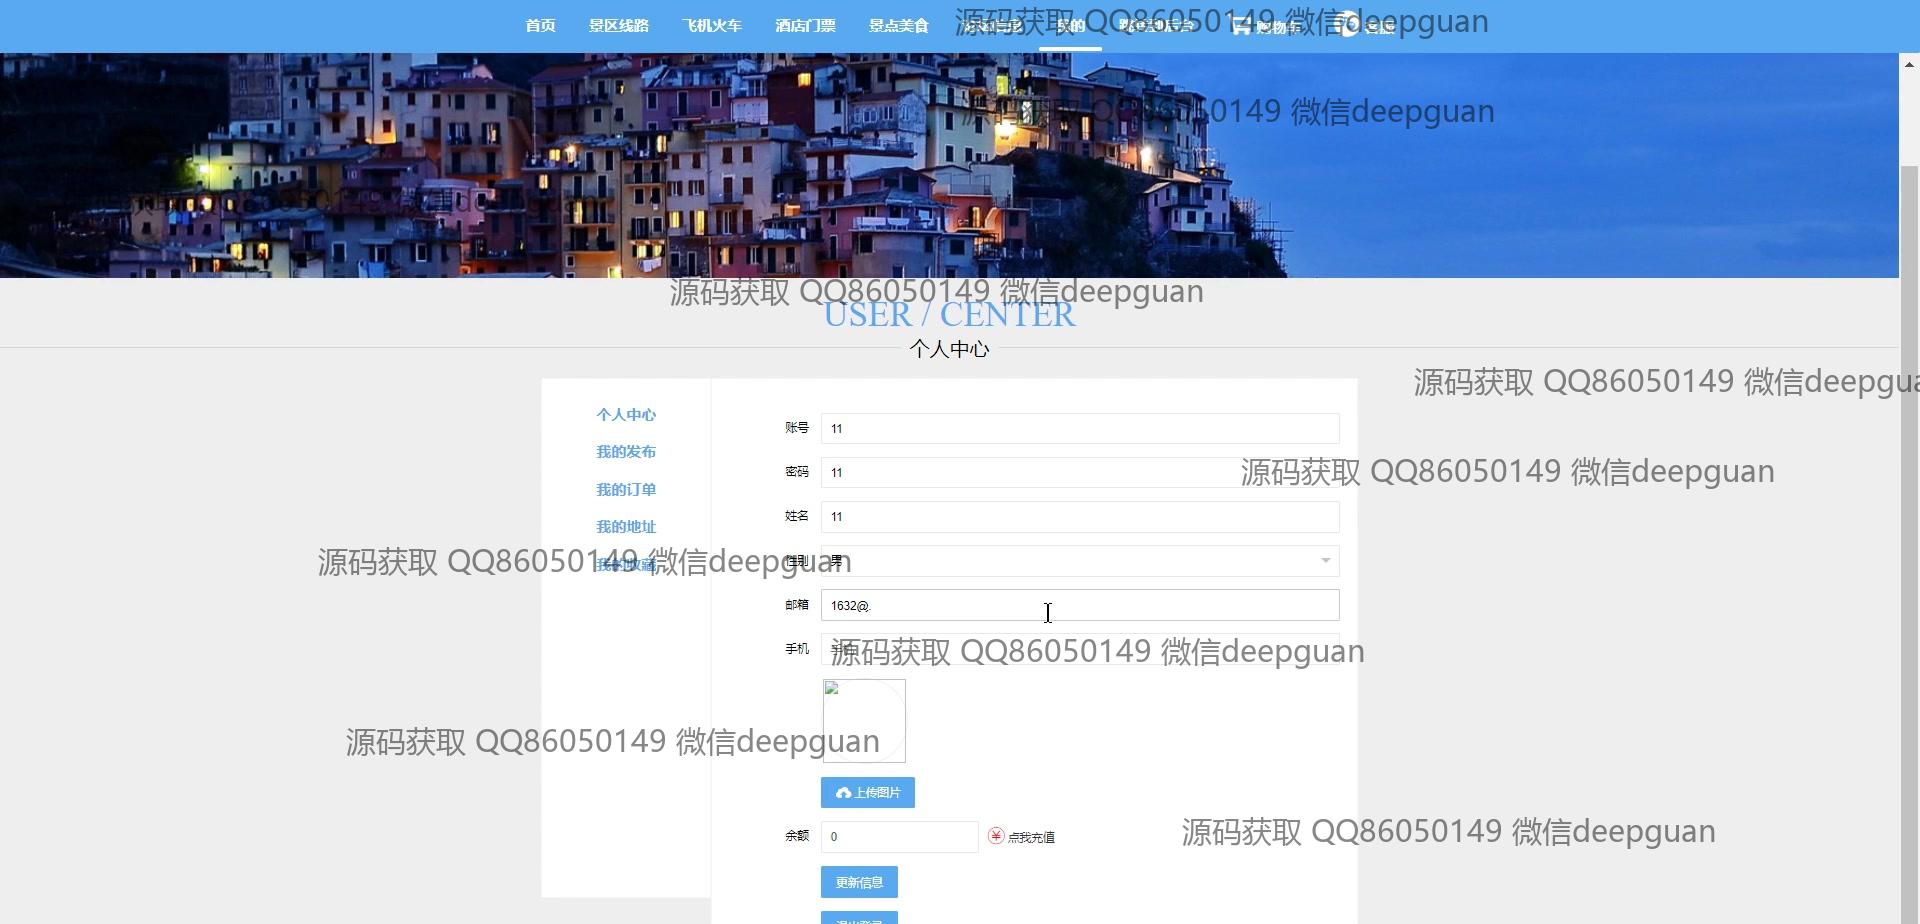 首页 景区线路 飞机火车 酒店门票 景点美食
源码获取 QQ86050149 微信deepguan
源码获取 QQ86050149 微信deepguan
源码获取 QQ86050149 微信deepguan
USER / CENTER
个人中心
源码获取 QQ86050149 微信deepgua
个人中心
我的发布
我的订单
我的地址
我的收藏
账号 11
密码 11
源码获取 QQ86050149 微信deepguan
姓名 11
源码获取 QQ86050149 微信deepguan
性别 男
邮箱 1632@.
手机
源码获取 QQ86050149 微信deepguan
源码获取 QQ86050149 微信deepguan
上传图片
余额 0 点我充值
源码获取 QQ86050149 微信deepguan
更新信息